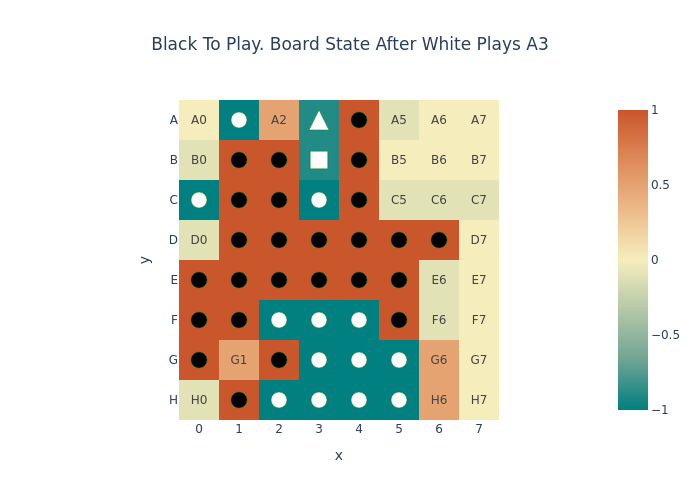 Black To Play. Board State After White Plays A3
A A0 A2 A5 A6 A7 1
B B0 B5 B6 B7
C C5 C6 C7 0.5
D D0 D7
y 0
E E6 E7
F F6 F7 −0.5
G G1 G6 G7
H H0 H6 H7 −1
0 1 2 3 4 5 6 7
x